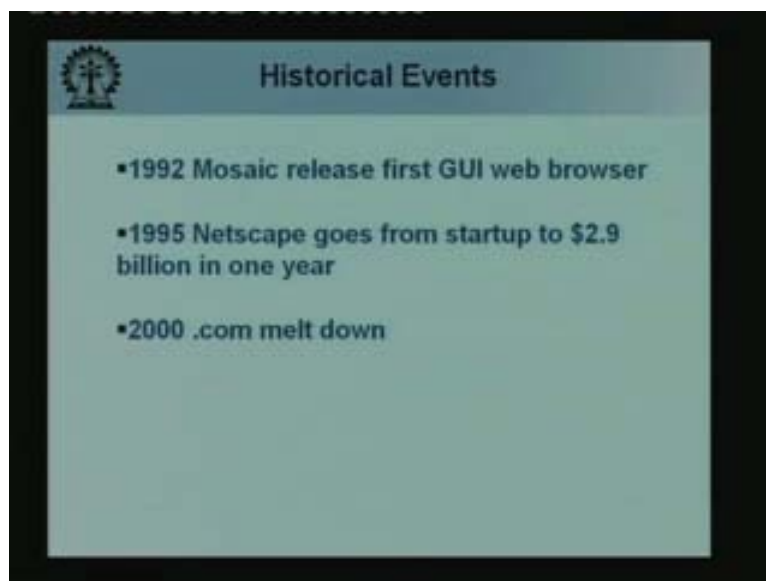 Historical Events
▪1992 Mosaic release first GUI web browser
▪1995 Netscape goes from startup to $2.9
billion in one year
▪2000 .com melt down